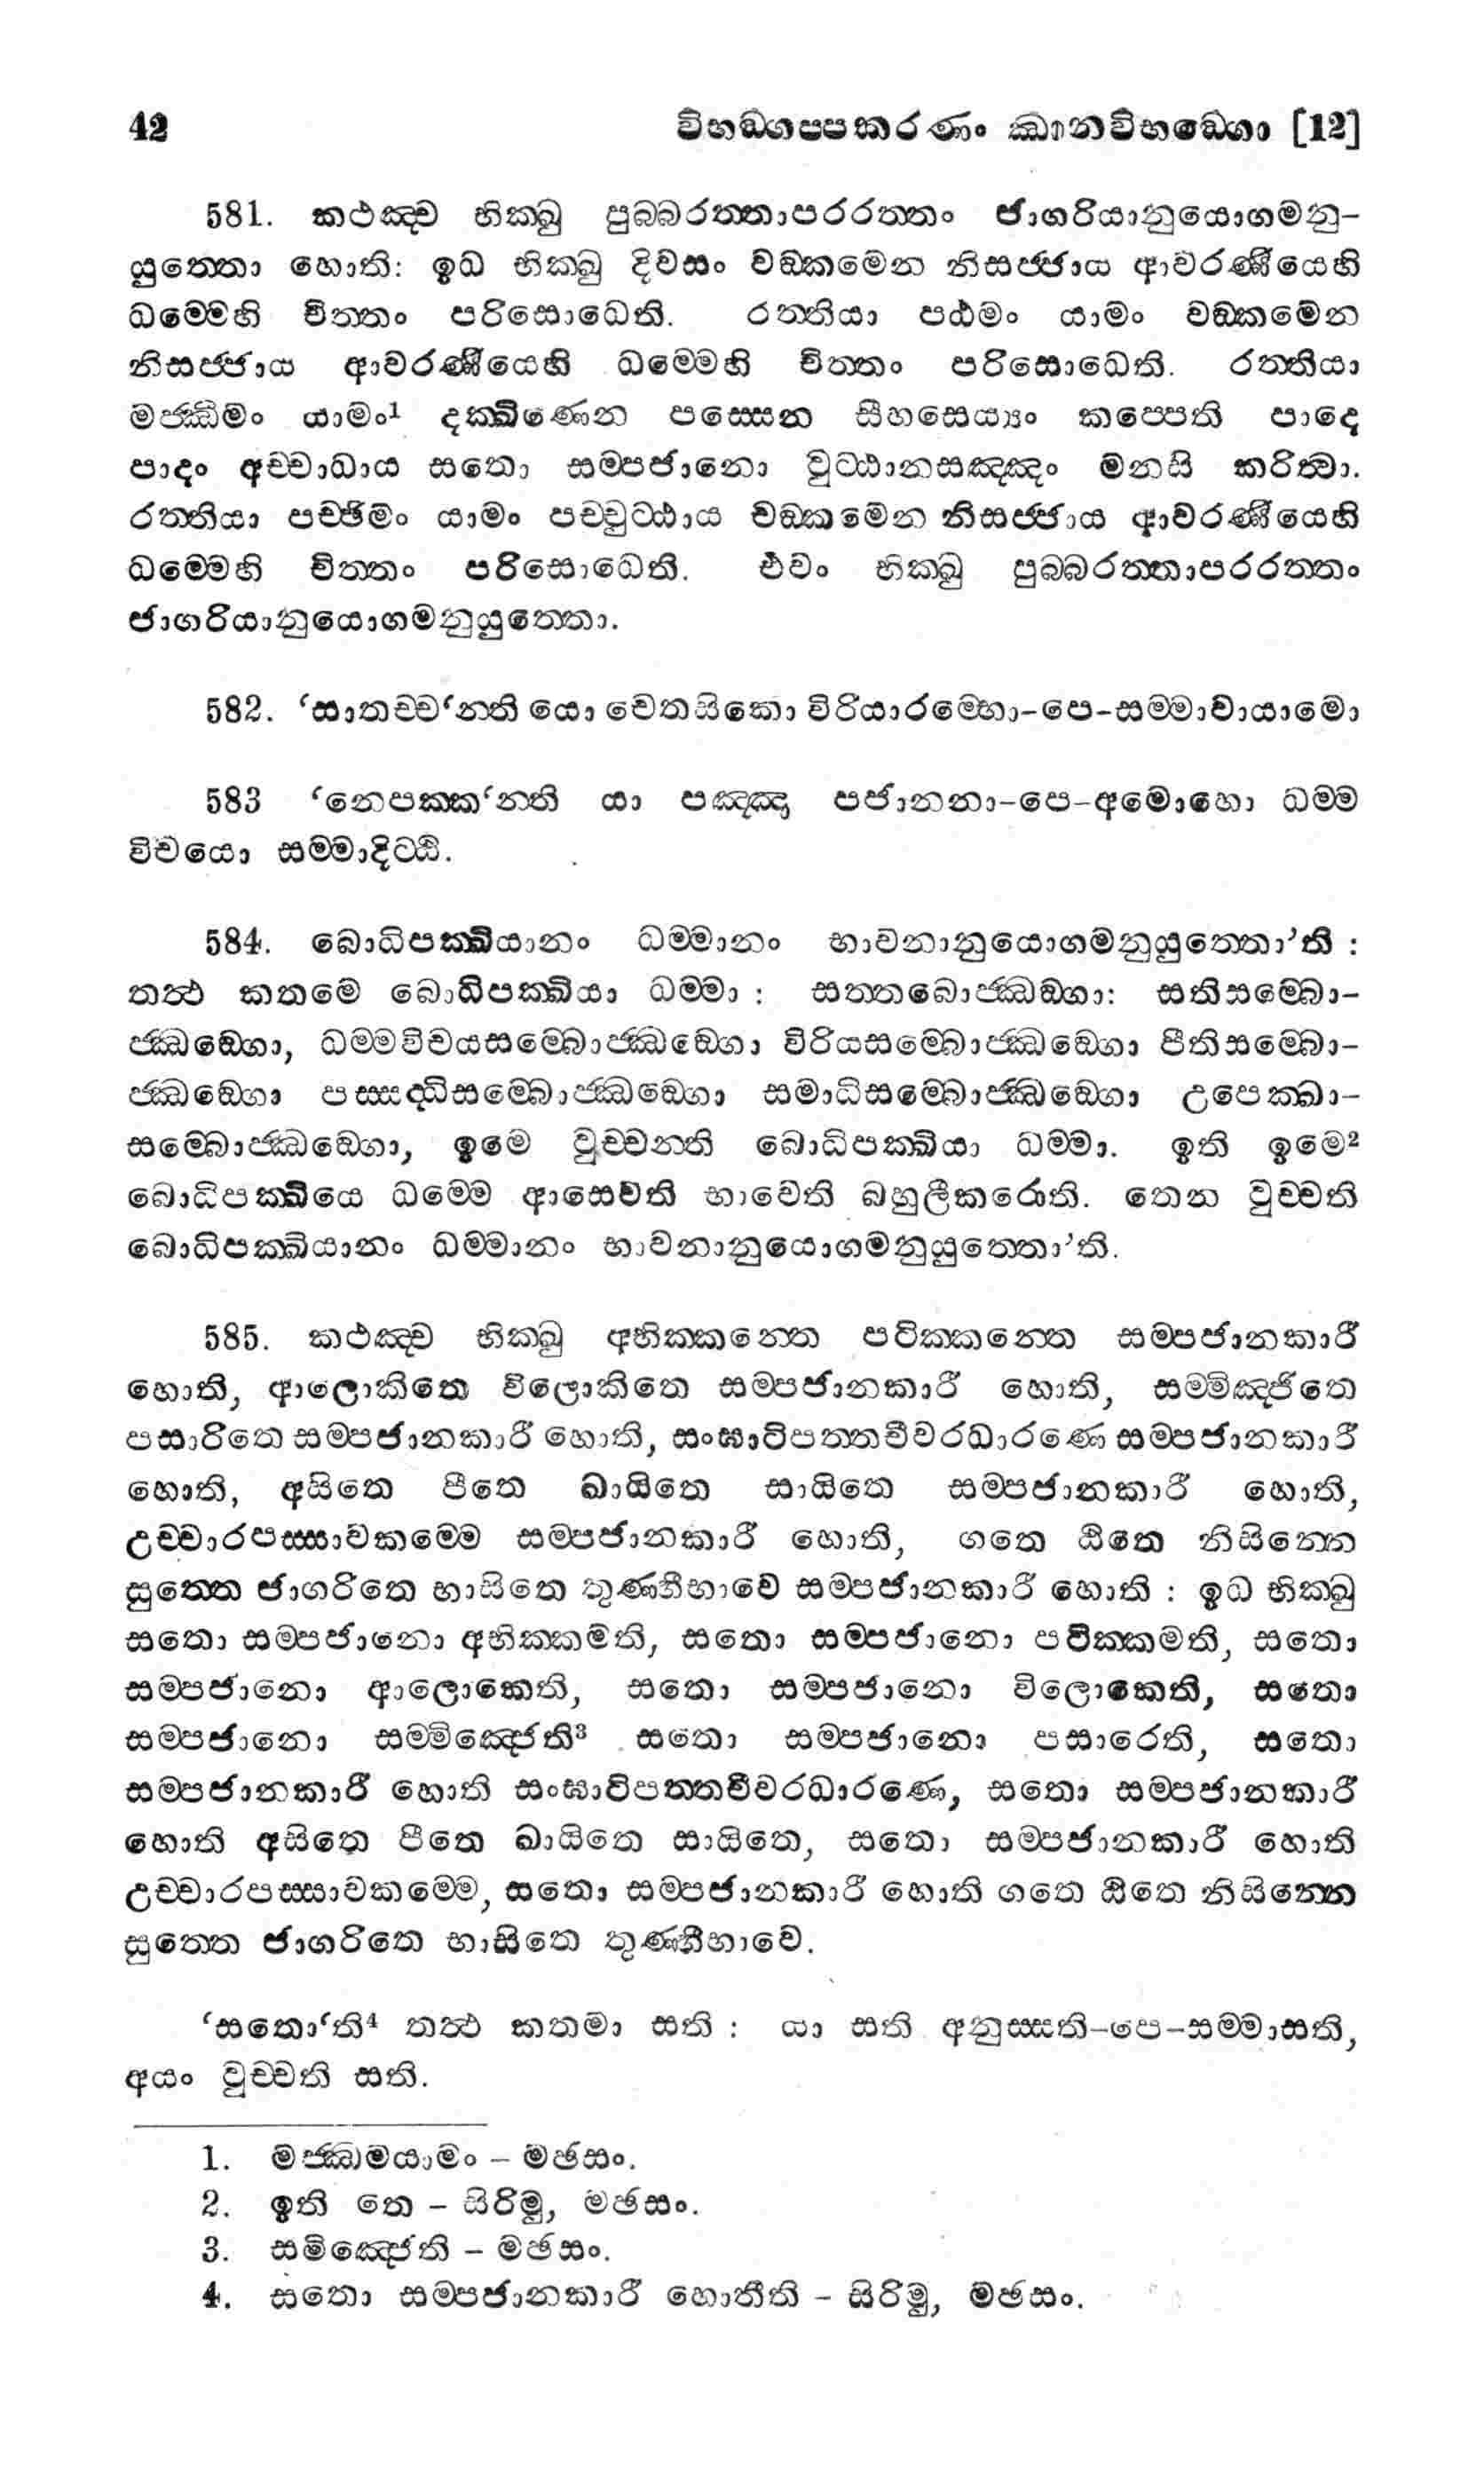 42 විභඞ්ගප්පකරණං ඣානවිභඞ්ගො [12]
581. කථඤ්ච භික්ඛු පුබ්බරත්තාපරරත්තං ජාගරියානුයොගමනු-
යුත්තො හොති: ඉධ භික්ඛු දිවසං චඞ්කමෙන නිසජ්ජාය ආවරණීයෙහි
ධම්මෙහි චිත්තං පරිසොධෙති. රත්තියා පඨමං යාමං චඞ්කමෙන
නිසජ්ජාය ආවරණීයෙහි ධම්මෙහි චිත්තං පරිසොධෙති. රත්තියා
මජ්ඣිමං යාමං¹ දක්ඛිණෙන පස්සෙන සීහසෙය්‍යං කප්පෙති පාදෙ
පාදං අච්චාධාය සතො සම්පජානො වුට්ඨානසඤ්ඤං මනසි කරිත්වා.
රත්තියා පච්ඡිමං යාමං පච්චුට්ඨාය චඞ්කමෙන නිසජ්ජාය ආවරණීයෙහි
ධම්මෙහි චිත්තං පරිසොධෙති. එවං භික්ඛු පුබ්බරත්තාපරරත්තං
ජාගරියානුයොගමනුයුත්තො.
582. ‘සාතච්ච‘න්ති යො චෙතසිකො විරියාරම්භො-පෙ-සම්මාවායාමො
583 ‘නෙපක්ක‘න්ති යා පඤ්ඤා පජානනා-පෙ-අමොහො ධම්ම
විචයො සම්මාදිට්ඨි.
584. බොධිපක්ඛියානං ධම්මානං භාවනානුයොගමනුයුත්තො’ති :
තත්ථ කතමෙ බොධිපක්ඛියා ධම්මා : සත්තබොජ්ඣඞ්ගා: සතිසම්බො-
ජ්ඣඞ්ගො, ධම්මවිචයසම්බොජ්ඣඞ්ගො විරියසම්බොජ්ඣඞ්ගො පීතිසම්බො-
ජ්ඣඞ්ගො පස්සද්ධිසම්බොජ්ඣඞ්ගො සමාධිසම්බොජ්ඣඞ්ගො උපෙක්ඛා-
සම්බොජ්ඣඞ්ගො, ඉමෙ වුච්චන්ති බොධිපක්ඛියා ධම්මා. ඉති ඉමෙ²
බොධිපක්ඛියෙ ධම්මෙ ආසෙවති භාවෙති බහුලීකරොති. තෙන වුච්චති
බොධිපක්ඛියානං ධම්මානං භාවනානුයොගමනුයුත්තො’ති.
585. කථඤ්ච භික්ඛු අභික්කන්තෙ පටික්කන්තෙ සම්පජානකාරී
හොති, ආලොකිතෙ විලොකිතෙ සම්පජානකාරී හොති, සම්මිඤ්ජිතෙ
පසාරිතෙ සම්පජානකාරී හොති, සංඝාටිපත්තචීවරධාරණෙ සම්පජානකාරී
හොති, අසිතෙ පීතෙ ඛායිතෙ සායිතෙ සම්පජානකාරී හොති,
උච්චාරපස්සාවකම්මෙ සම්පජානකාරී හොති, ගතෙ ඨිතෙ නිසින්නෙ
සුත්තෙ ජාගරිතෙ භාසිතෙ තුණ්හීභාවෙ සම්පජානකාරී හොති : ඉධ භික්ඛු
සතො සම්පජානො අභික්කමති, සතො සම්පජානො පටික්කමති, සතො
සම්පජානො ආලොකෙති, සතො සම්පජානො විලොකෙති, සතො
සම්පජානො සම්මිඤ්ජෙති³ සතො සම්පජානො පසාරෙති, සතො
සම්පජානකාරී හොති සංඝාටිපත්තචීවරධාරණෙ, සතො සම්පජානකාරී
හොති අසිතෙ පීතෙ ඛායිතෙ සායිතෙ, සතො සම්පජානකාරී හොති
උච්චාරපස්සාවකම්මෙ, සතො සම්පජානකාරී හොති ගතෙ ඨිතෙ නිසින්නෙ
සුත්තෙ ජාගරිතෙ භාසිතෙ තුණ්හීභාවෙ.
‘සතො‘ති⁴ තත්ථ කතමා සති : යා සති අනුස්සති-පෙ-සම්මාසති,
අයං වුච්චති සති.
1. මජ්ඣමයාමං - මඡසං.
2. ඉති තෙ - සිරිමු, මඡසං.
3. සමිඤ්ජෙති - මඡසං.
4. සතො සම්පජානකාරී හොතීති - සිරිමු, මඡසං.